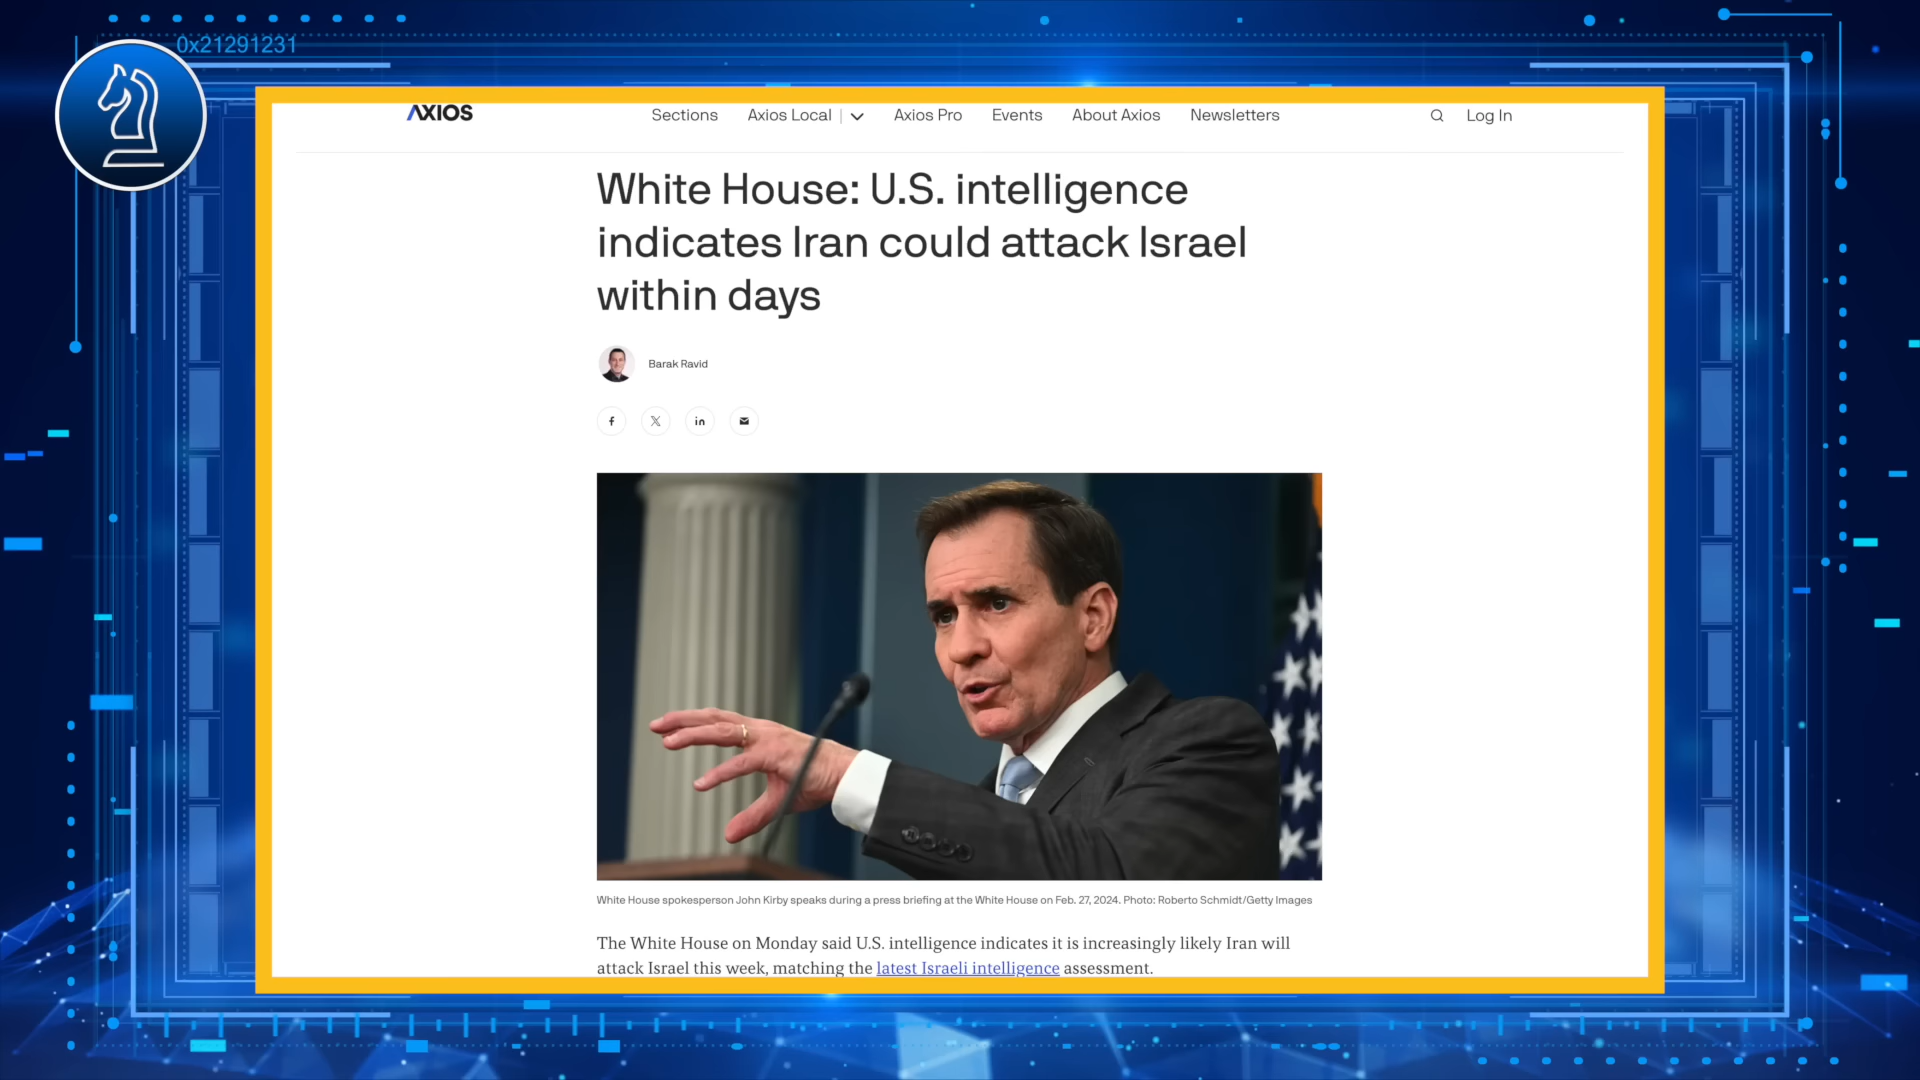 0x21291231
AXIOS
Sections
Axios Local
Axios Pro
Events
About Axios
Newsletters
Log In
White House: U.S. intelligence
indicates Iran could attack Israel
within days
Barak Ravid
White House spokesperson John Kirby speaks during a press briefing at the White House on Feb. 27, 2024. Photo: Roberto Schmidt/Getty Images
The White House on Monday said U.S. intelligence indicates it is increasingly likely Iran will
attack Israel this week, matching the latest Israeli intelligence assessment.